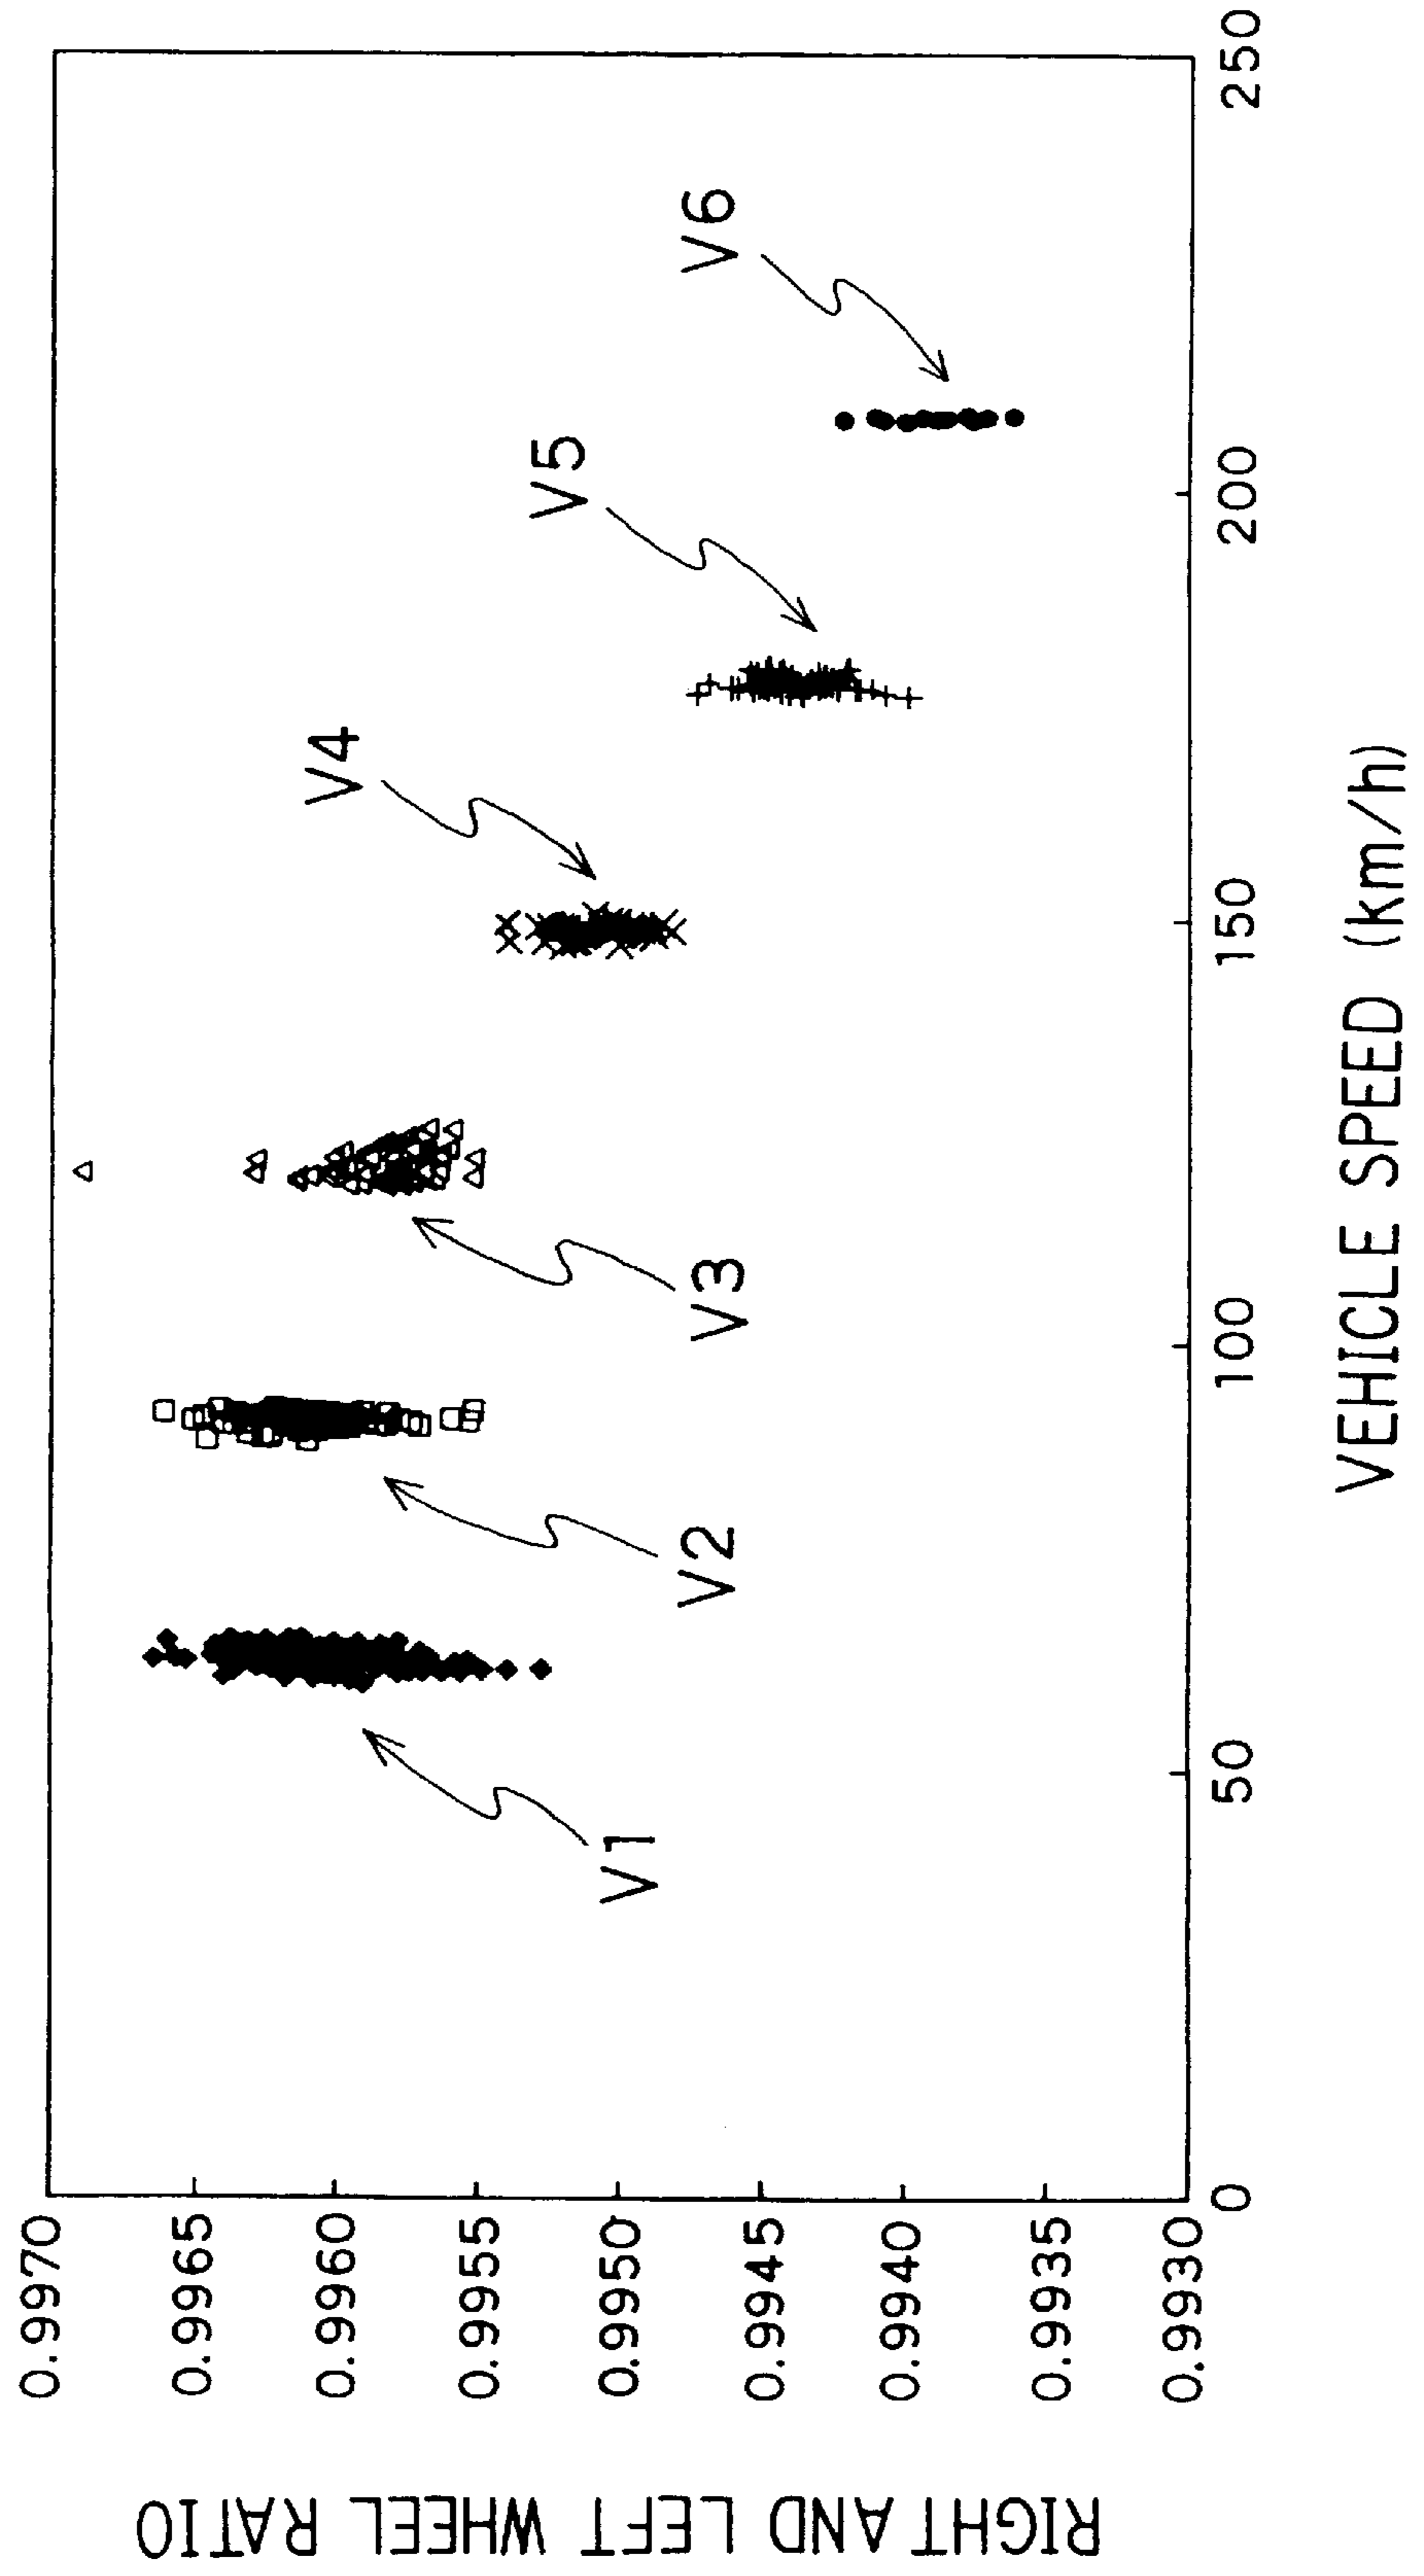 RIGHT AND LEFT WHEEL RATIO
0.9970
0.9965
0.9960
0.9955
0.9950
0.9945
0.9940
0.9935
0.9930
V1
V2
V3
V4
V5
V6
0
50
100
150
200
250
VEHICLE SPEED (km/h)